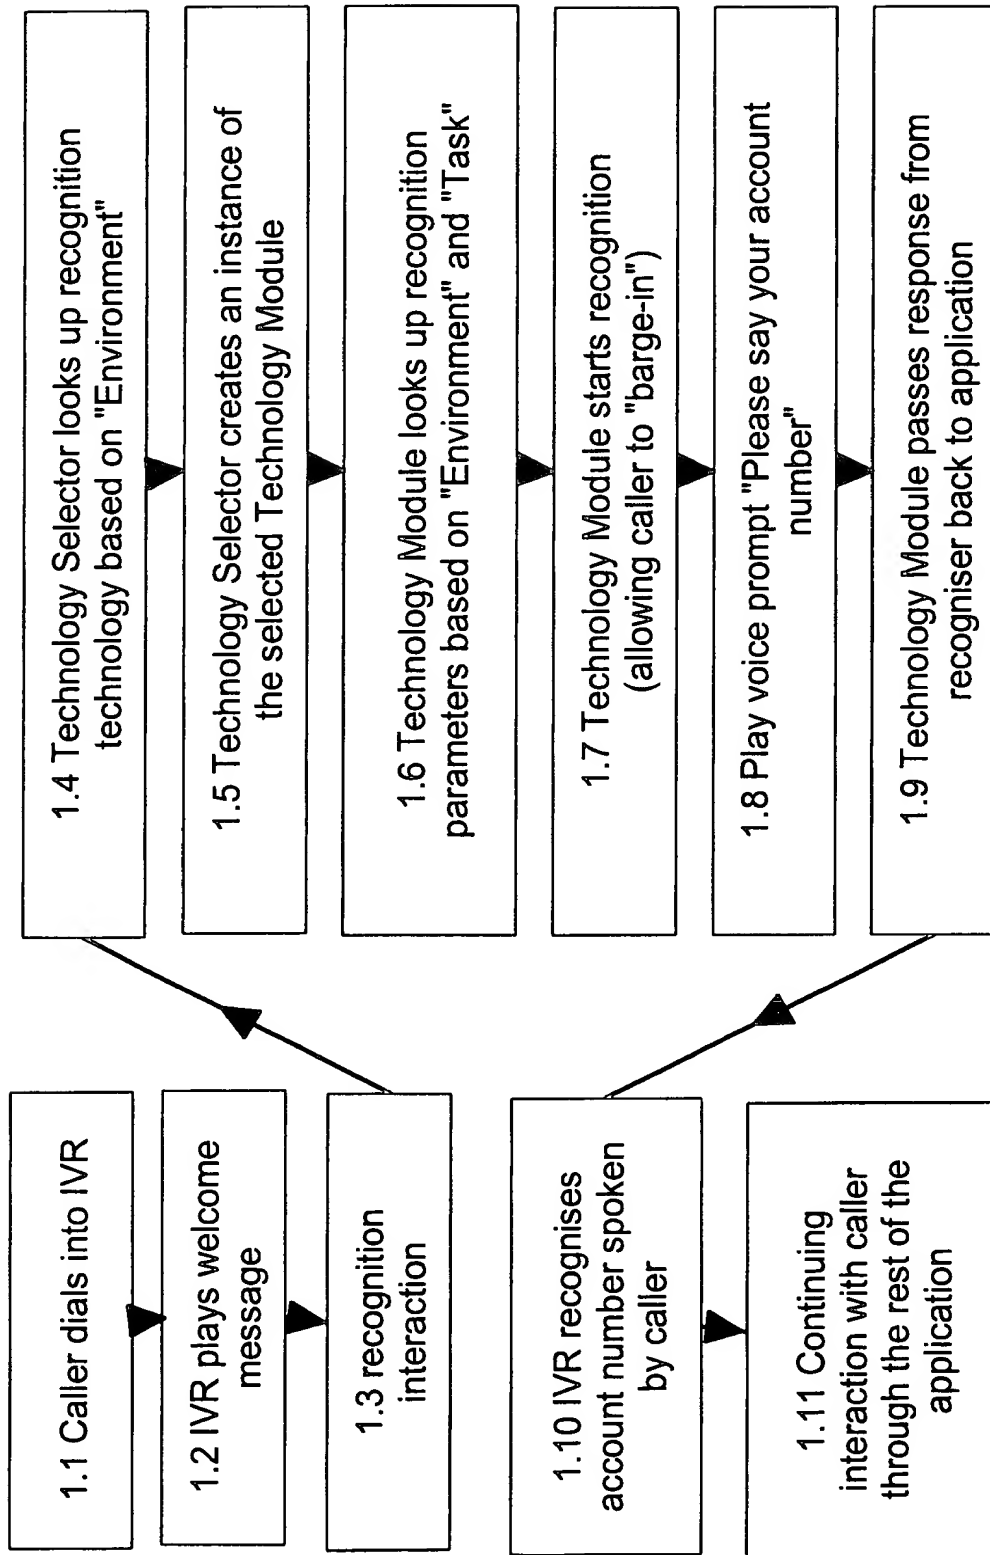 1.1 Caller dials into IVR
1.2 IVR plays welcome
message
1.3 recognition
interaction
1.4 Technology Selector looks up recognition
technology based on "Environment"
1.5 Technology Selector creates an instance of
the selected Technology Module
1.6 Technology Module looks up recognition
parameters based on "Environment" and "Task"
1.7 Technology Module starts recognition
(allowing caller to "barge-in")
1.8 Play voice prompt "Please say your account
number"
1.9 Technology Module passes response from
recogniser back to application
1.10 IVR recognises
account number spoken
by caller
1.11 Continuing
interaction with caller
through the rest of the
application